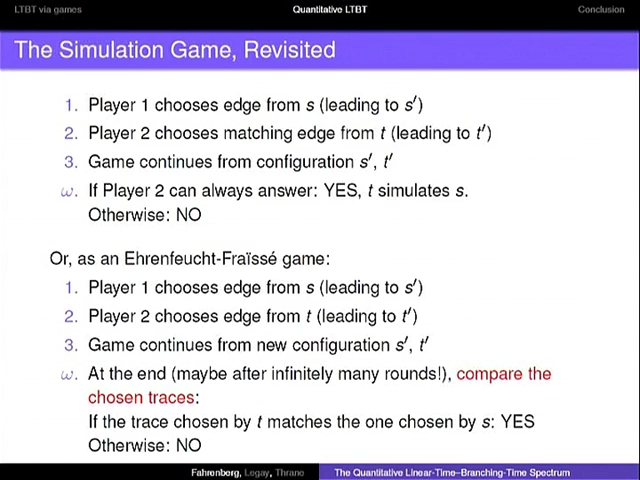 LTBT via games Quantitative LTBT Conclusion
The Simulation Game, Revisited
1. Player 1 chooses edge from s (leading to s′)
2. Player 2 chooses matching edge from t (leading to t′)
3. Game continues from configuration s′, t′
ω. If Player 2 can always answer: YES, t simulates s.
Otherwise: NO
Or, as an Ehrenfeucht-Fraïssé game:
1. Player 1 chooses edge from s (leading to s′)
2. Player 2 chooses edge from t (leading to t′)
3. Game continues from new configuration s′, t′
ω. At the end (maybe after infinitely many rounds!), compare the
chosen traces:
If the trace chosen by t matches the one chosen by s: YES
Otherwise: NO
Fahrenberg, Legay, Thrane The Quantitative Linear-Time–Branching-Time Spectrum